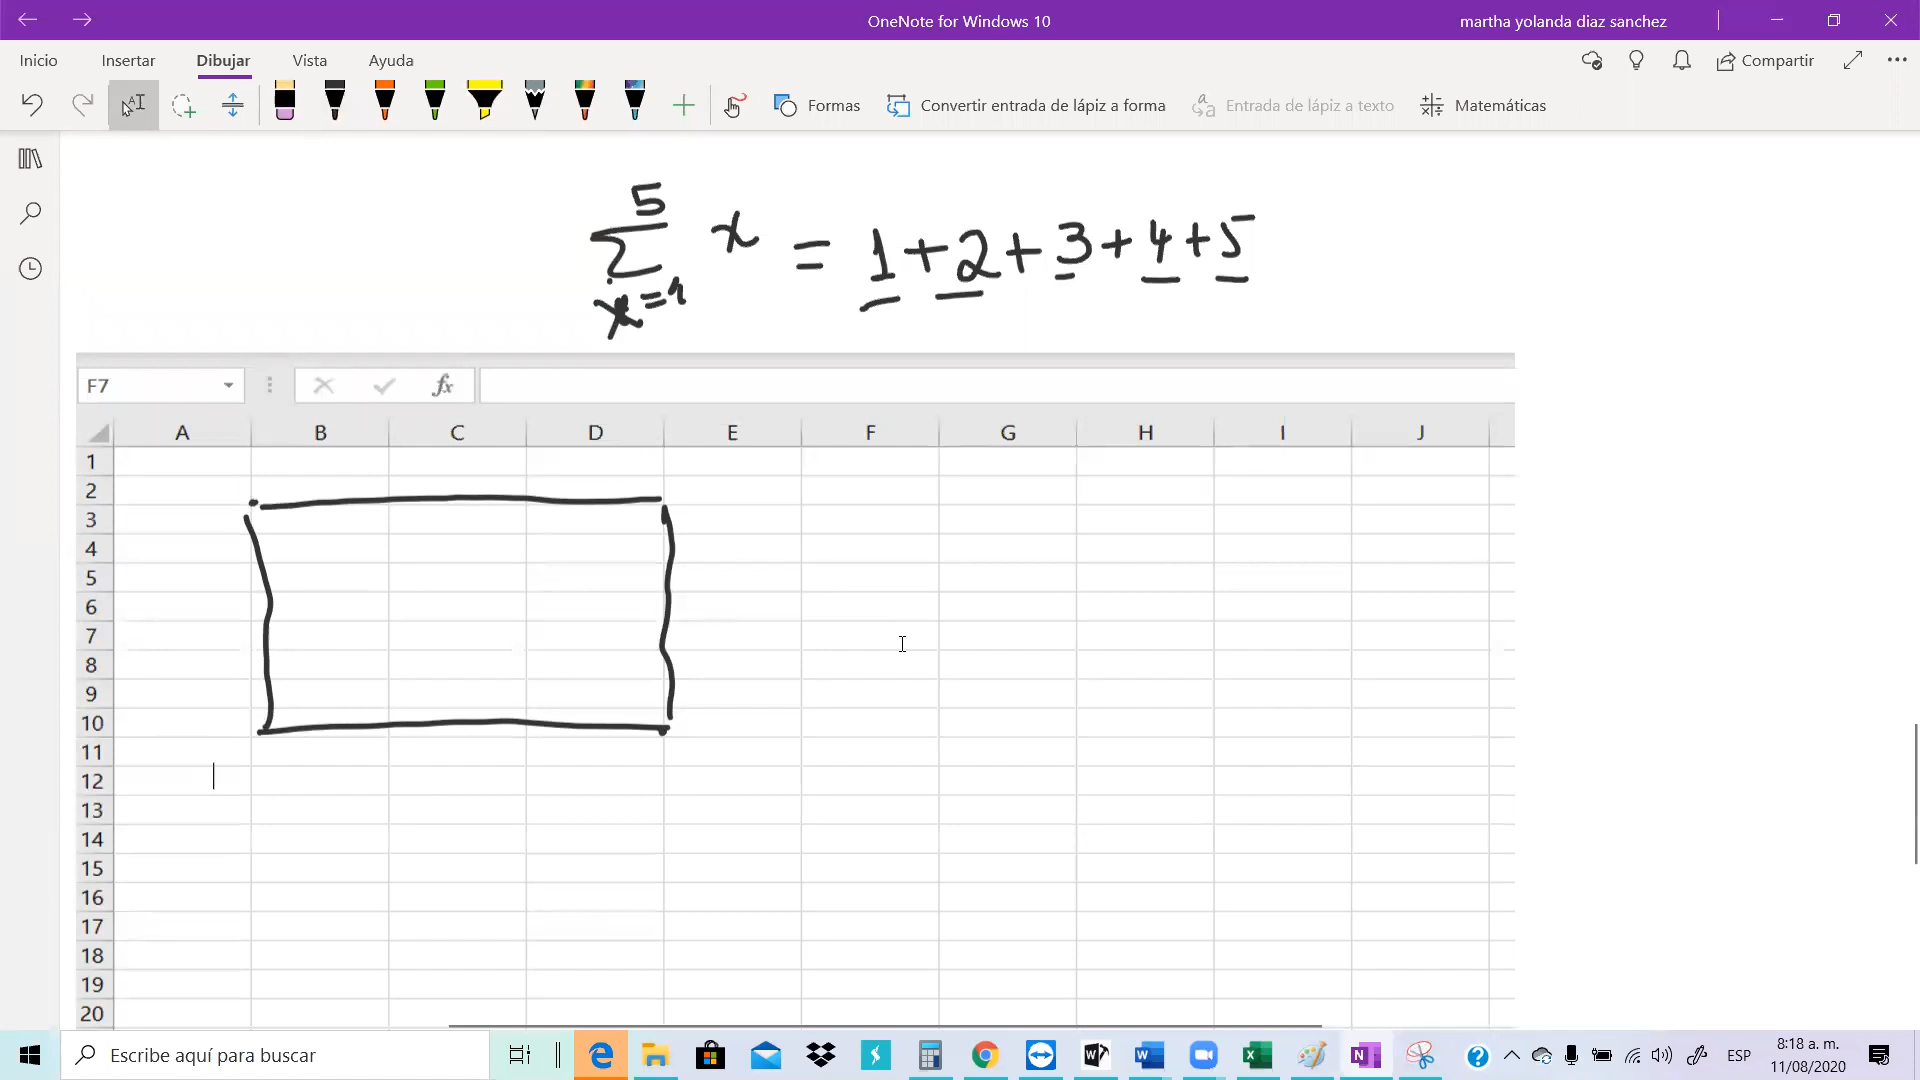 OneNote for Windows 10
martha yolanda diaz sanchez
Inicio Insertar Dibujar Vista Ayuda
Compartir
Formas Convertir entrada de lápiz a forma Entrada de lápiz a texto Matemáticas
5
∑ x = 1+2+3+4+5
x=1
F7 fx
A B C D E F G H I J
1
2
3
4
5
6
7
8
9
10
11
12
13
14
15
16
17
18
19
20
Escribe aquí para buscar
ESP
8:18 a. m.
11/08/2020